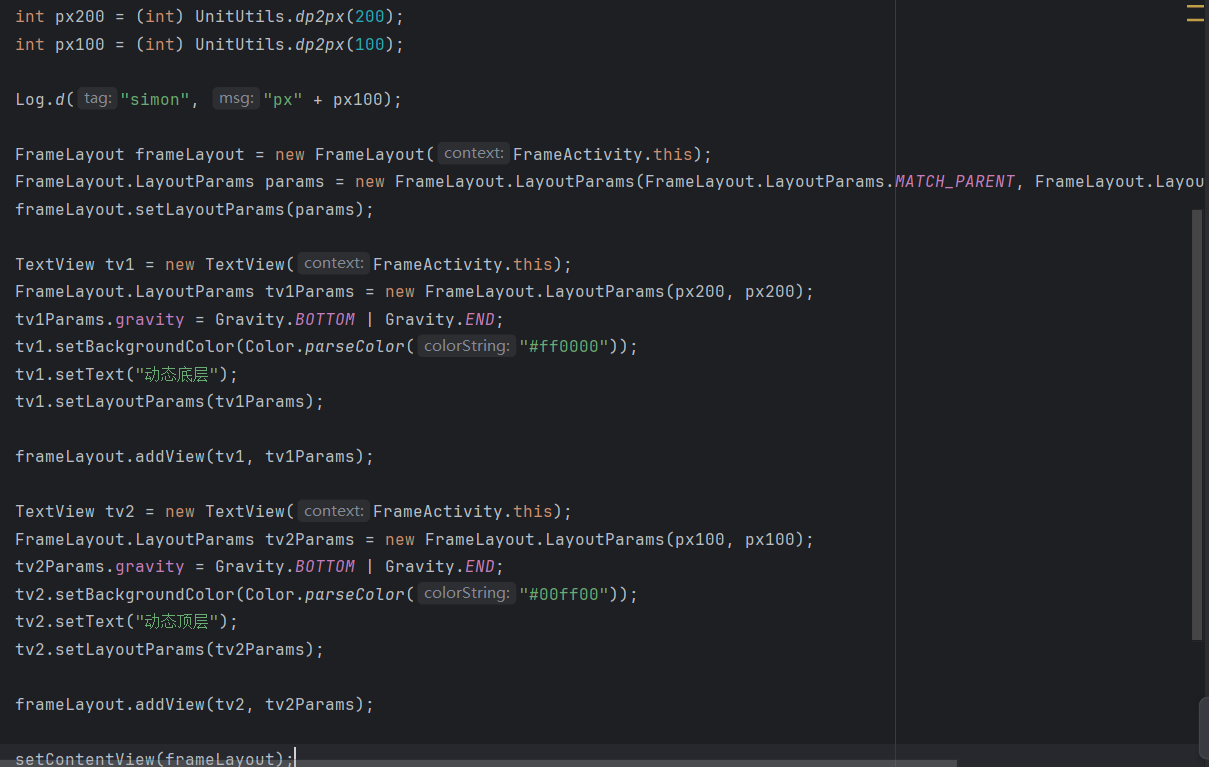 int px200 = (int) UnitUtils.dp2px(200);
int px100 = (int) UnitUtils.dp2px(100);
Log.d( tag: "simon", msg: "px" + px100);
FrameLayout frameLayout = new FrameLayout( context: FrameActivity.this);
FrameLayout.LayoutParams params = new FrameLayout.LayoutParams(FrameLayout.LayoutParams.MATCH_PARENT, FrameLayout.Layou
frameLayout.setLayoutParams(params);
TextView tv1 = new TextView( context: FrameActivity.this);
FrameLayout.LayoutParams tv1Params = new FrameLayout.LayoutParams(px200, px200);
tv1Params.gravity = Gravity.BOTTOM | Gravity.END;
tv1.setBackgroundColor(Color.parseColor( colorString: "#ff0000"));
tv1.setText("动态底层");
tv1.setLayoutParams(tv1Params);
frameLayout.addView(tv1, tv1Params);
TextView tv2 = new TextView( context: FrameActivity.this);
FrameLayout.LayoutParams tv2Params = new FrameLayout.LayoutParams(px100, px100);
tv2Params.gravity = Gravity.BOTTOM | Gravity.END;
tv2.setBackgroundColor(Color.parseColor( colorString: "#00ff00"));
tv2.setText("动态顶层");
tv2.setLayoutParams(tv2Params);
frameLayout.addView(tv2, tv2Params);
setContentView(frameLayout);